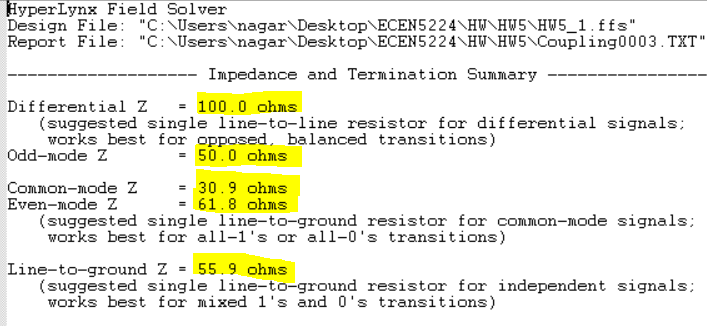 HyperLynx Field Solver
Design File: "C:\Users\nagar\Desktop\ECEN5224\HW\HW5\HW5_1.ffs"
Report File: "C:\Users\nagar\Desktop\ECEN5224\HW\HW5\Coupling0003.TXT"
------------------- Impedance and Termination Summary ----------------
Differential Z   = 100.0 ohms
(suggested single line-to-line resistor for differential signals;
works best for opposed, balanced transitions)
Odd-mode Z       = 50.0 ohms
Common-mode Z    = 30.9 ohms
Even-mode Z      = 61.8 ohms
(suggested single line-to-ground resistor for common-mode signals;
works best for all-1's or all-0's transitions)
Line-to-ground Z = 55.9 ohms
(suggested single line-to-ground resistor for independent signals;
works best for mixed 1's and 0's transitions)